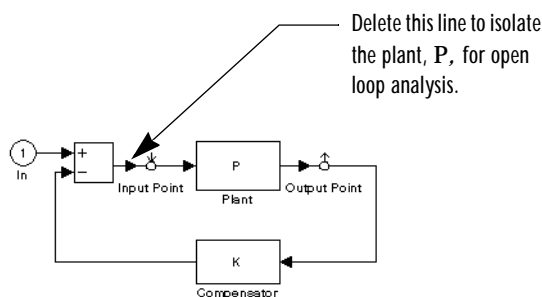 Delete this line to isolate
the plant, P, for open
loop analysis.
1
In
+
−
Input Point
P
Plant
Output Point
K
Compensator